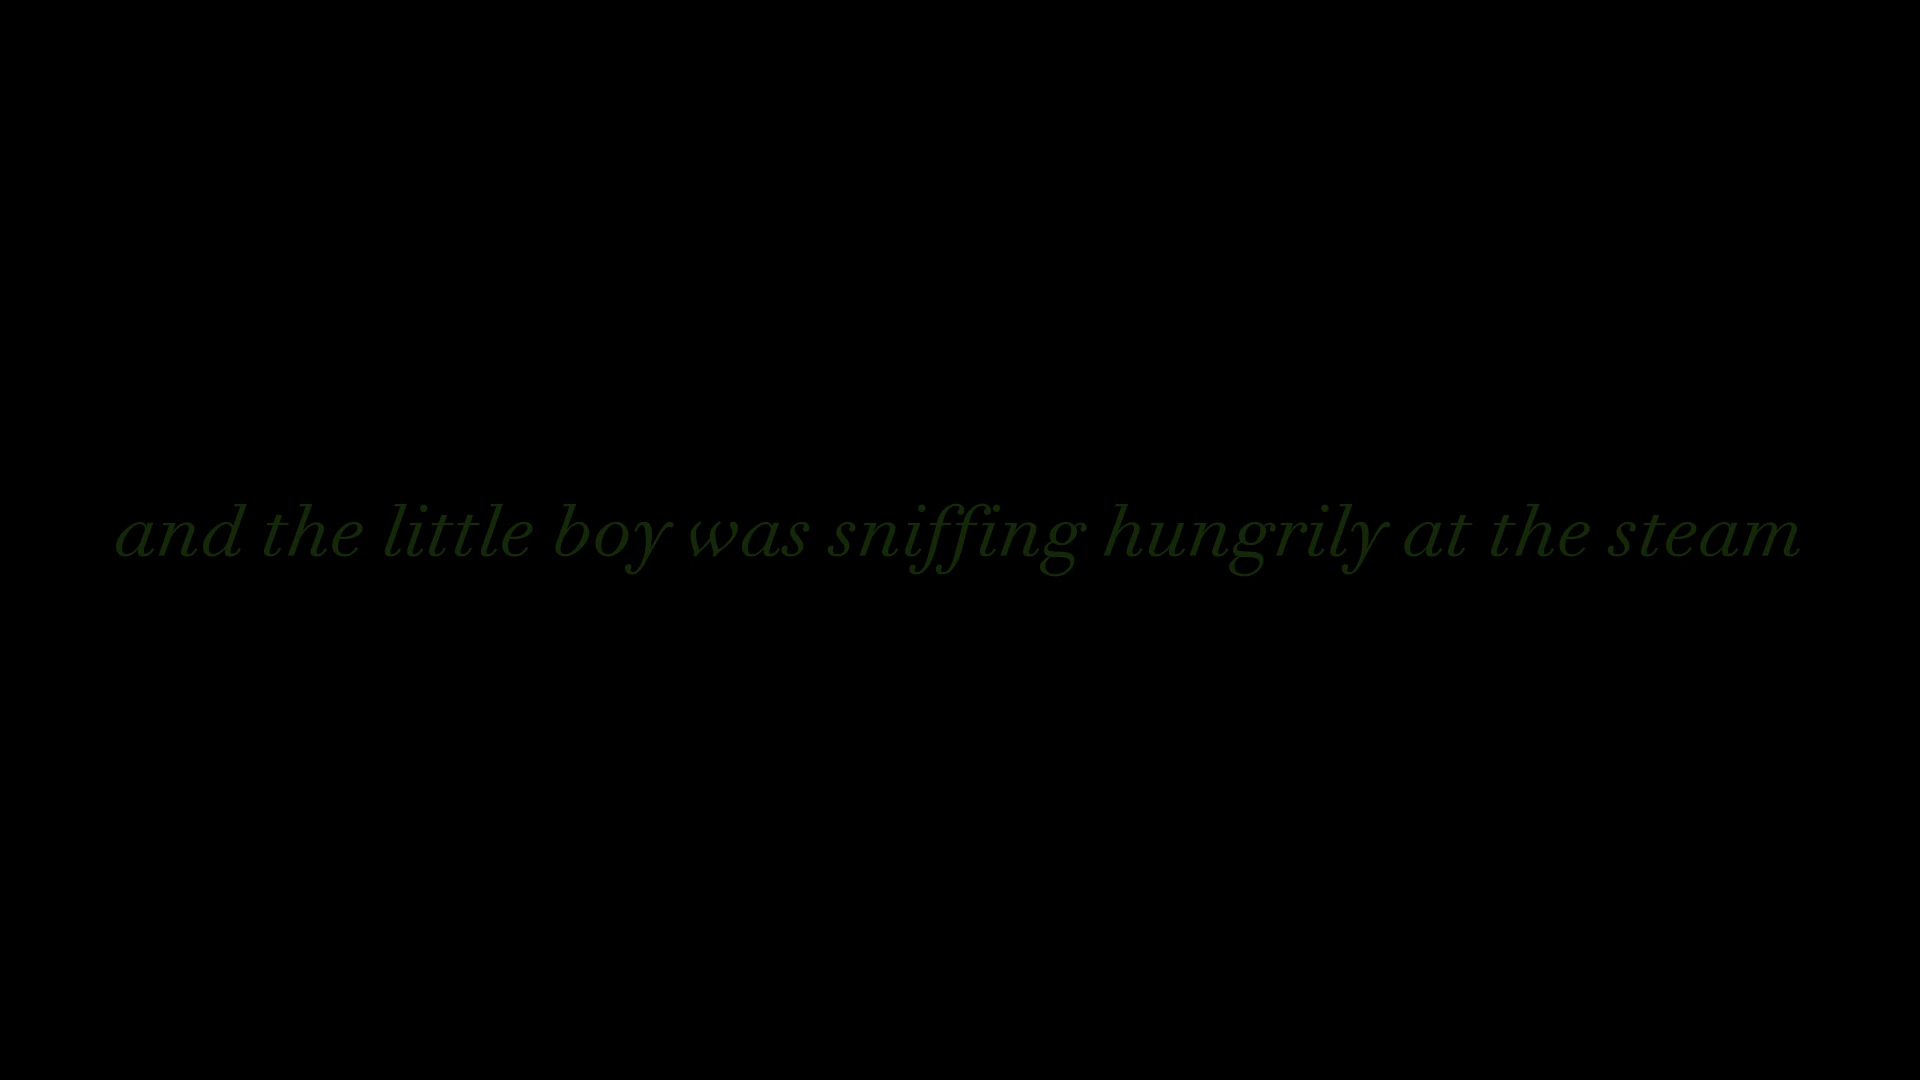 and the little boy was sniffing hungrily at the steam